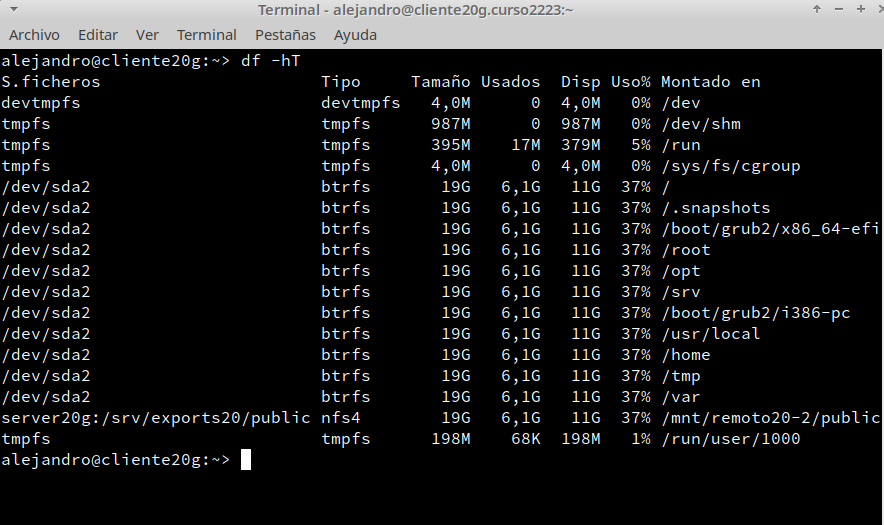 Terminal - alejandro@cliente20g.curso2223:~
Archivo Editar Ver Terminal Pestañas Ayuda
alejandro@cliente20g:~> df -hT
S.ficheros Tipo Tamaño Usados Disp Uso% Montado en
devtmpfs devtmpfs 4,0M 0 4,0M 0% /dev
tmpfs tmpfs 987M 0 987M 0% /dev/shm
tmpfs tmpfs 395M 17M 379M 5% /run
tmpfs tmpfs 4,0M 0 4,0M 0% /sys/fs/cgroup
/dev/sda2 btrfs 19G 6,1G 11G 37% /
/dev/sda2 btrfs 19G 6,1G 11G 37% /.snapshots
/dev/sda2 btrfs 19G 6,1G 11G 37% /boot/grub2/x86_64-efi
/dev/sda2 btrfs 19G 6,1G 11G 37% /root
/dev/sda2 btrfs 19G 6,1G 11G 37% /opt
/dev/sda2 btrfs 19G 6,1G 11G 37% /srv
/dev/sda2 btrfs 19G 6,1G 11G 37% /boot/grub2/i386-pc
/dev/sda2 btrfs 19G 6,1G 11G 37% /usr/local
/dev/sda2 btrfs 19G 6,1G 11G 37% /home
/dev/sda2 btrfs 19G 6,1G 11G 37% /tmp
/dev/sda2 btrfs 19G 6,1G 11G 37% /var
server20g:/srv/exports20/public nfs4 19G 6,1G 11G 37% /mnt/remoto20-2/public
tmpfs tmpfs 198M 68K 198M 1% /run/user/1000
alejandro@cliente20g:~>